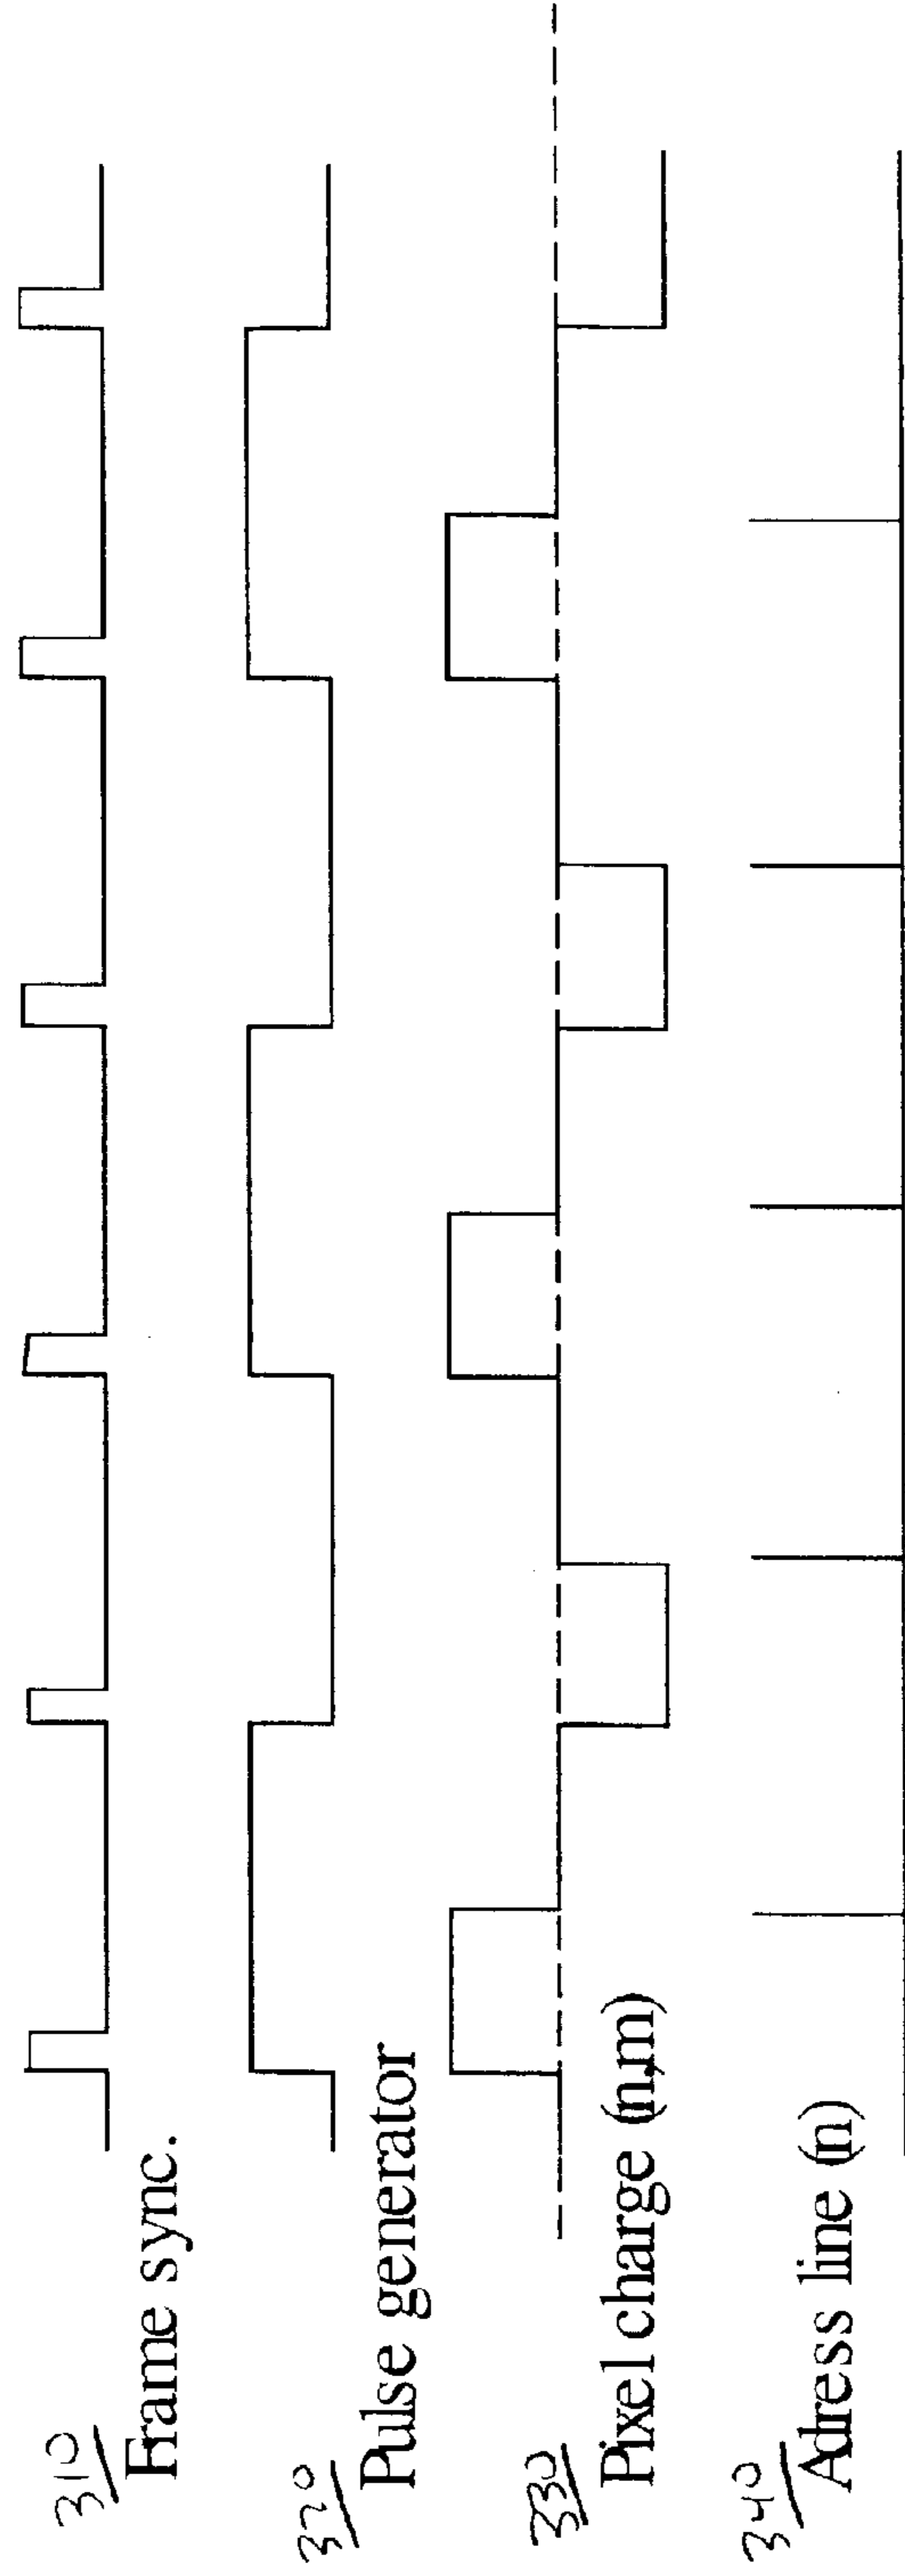 310
Frame sync.
320
Pulse generator
330
Pixel charge (n,m)
340
Adress line (n)